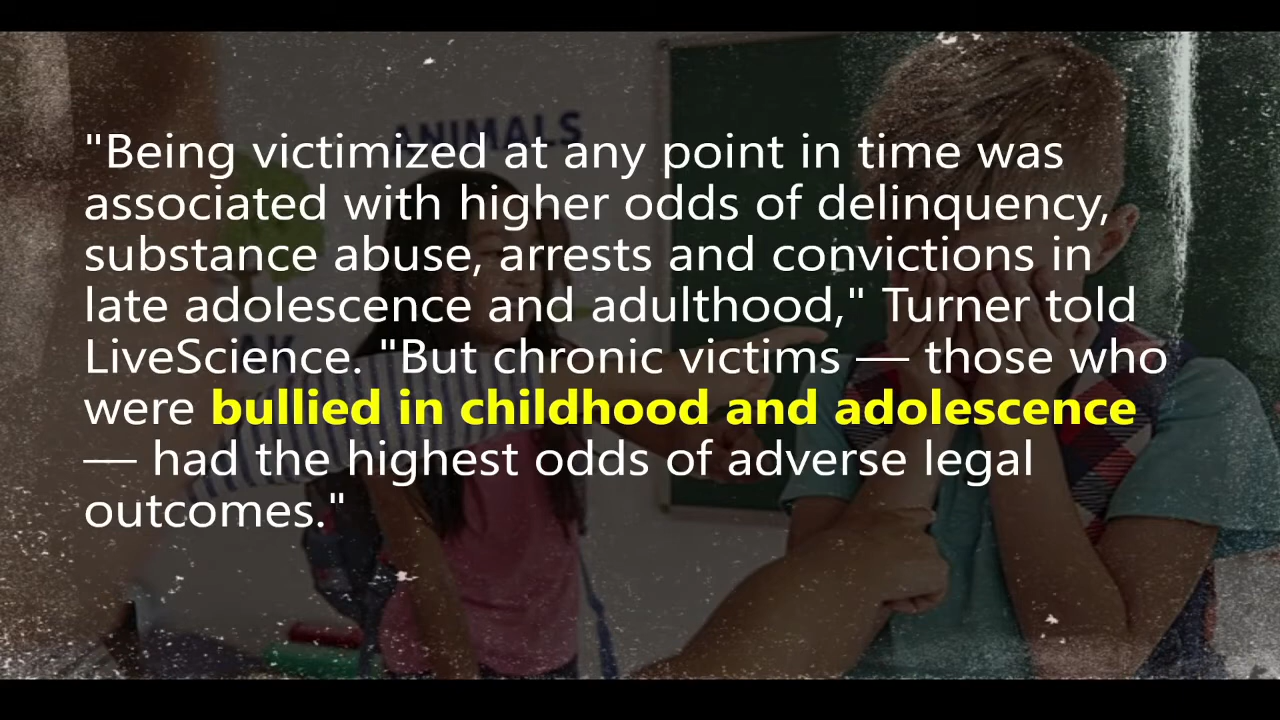 ANIMALS
"Being victimized at any point in time was
associated with higher odds of delinquency,
substance abuse, arrests and convictions in
late adolescence and adulthood," Turner told
LiveScience. "But chronic victims — those who
were bullied in childhood and adolescence
— had the highest odds of adverse legal
outcomes."